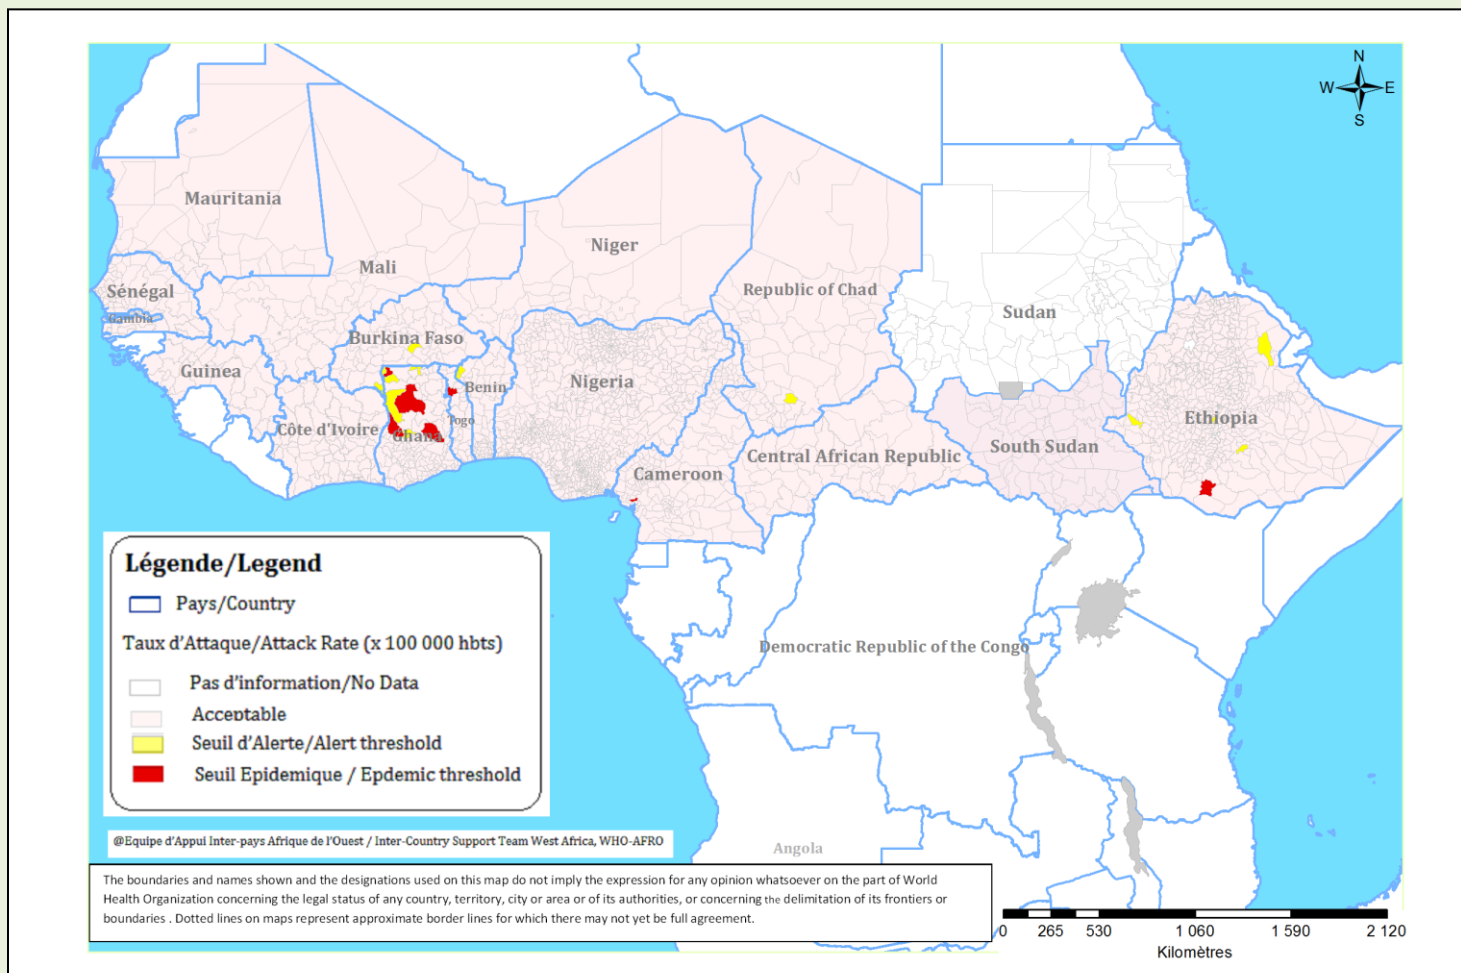 N
W E
S
Mauritania
Niger
Mali
Sénégal
Gambia
Republic of Chad
Sudan
Burkina Faso
Guinea
Nigeria
Benin
Togo
Côte d'Ivoire
Ghana
Ethiopia
South Sudan
Central African Republic
Cameroon
Democratic Republic of the Congo
Angola
Légende/Legend
Pays/Country
Taux d'Attaque/Attack Rate (x 100 000 hbts)
Pas d'information/No Data
Acceptable
Seuil d'Alerte/Alert threshold
Seuil Epidemique / Epdemic threshold
@Equipe d'Appui Inter-pays Afrique de l'Ouest / Inter-Country Support Team West Africa, WHO-AFRO
The boundaries and names shown and the designations used on this map do not imply the expression for any opinion whatsoever on the part of World
Health Organization concerning the legal status of any country, territory, city or area or of its authorities, or concerning the delimitation of its frontiers or
boundaries . Dotted lines on maps represent approximate border lines for which there may not yet be full agreement.
0 265 530 1 060 1 590 2 120
Kilomètres